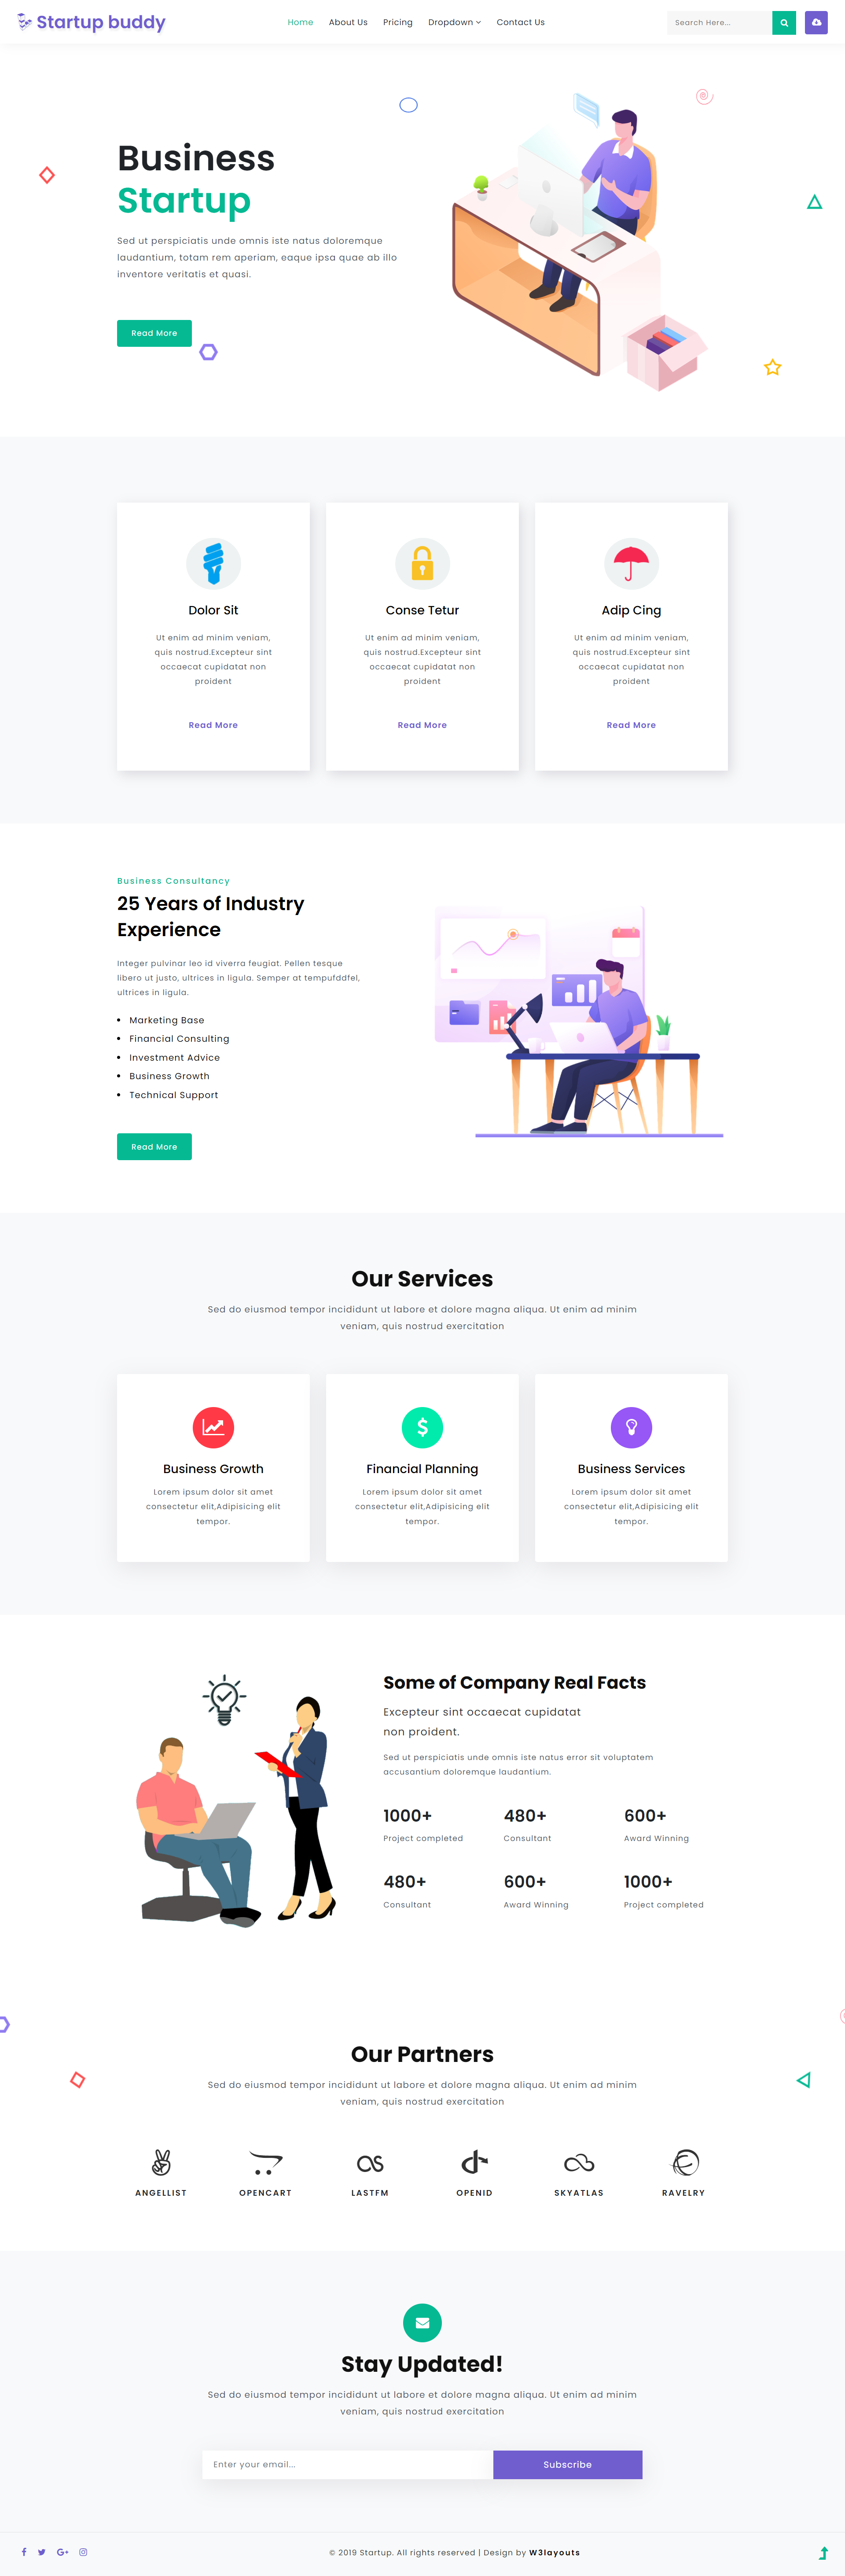 Startup buddy
Home About Us Pricing Dropdown Contact Us
Search Here...
Business
Startup
Sed ut perspiciatis unde omnis iste natus doloremque
laudantium, totam rem aperiam, eaque ipsa quae ab illo
inventore veritatis et quasi.
Read More
Dolor Sit
Ut enim ad minim veniam,
quis nostrud.Excepteur sint
occaecat cupidatat non
proident
Read More
Conse Tetur
Ut enim ad minim veniam,
quis nostrud.Excepteur sint
occaecat cupidatat non
proident
Read More
Adip Cing
Ut enim ad minim veniam,
quis nostrud.Excepteur sint
occaecat cupidatat non
proident
Read More
Business Consultancy
25 Years of Industry
Experience
Integer pulvinar leo id viverra feugiat. Pellen tesque
libero ut justo, ultrices in ligula. Semper at tempufddfel,
ultrices in ligula.
Marketing Base
Financial Consulting
Investment Advice
Business Growth
Technical Support
Read More
Our Services
Sed do eiusmod tempor incididunt ut labore et dolore magna aliqua. Ut enim ad minim
veniam, quis nostrud exercitation
Business Growth
Lorem ipsum dolor sit amet
consectetur elit,Adipisicing elit
tempor.
Financial Planning
Lorem ipsum dolor sit amet
consectetur elit,Adipisicing elit
tempor.
Business Services
Lorem ipsum dolor sit amet
consectetur elit,Adipisicing elit
tempor.
Some of Company Real Facts
Excepteur sint occaecat cupidatat
non proident.
Sed ut perspiciatis unde omnis iste natus error sit voluptatem
accusantium doloremque laudantium.
1000+ 480+ 600+
Project completed Consultant Award Winning
480+ 600+ 1000+
Consultant Award Winning Project completed
Our Partners
Sed do eiusmod tempor incididunt ut labore et dolore magna aliqua. Ut enim ad minim
veniam, quis nostrud exercitation
ANGELLIST OPENCART LASTFM OPENID SKYATLAS RAVELRY
Stay Updated!
Sed do eiusmod tempor incididunt ut labore et dolore magna aliqua. Ut enim ad minim
veniam, quis nostrud exercitation
Enter your email... Subscribe
© 2019 Startup. All rights reserved | Design by W3layouts